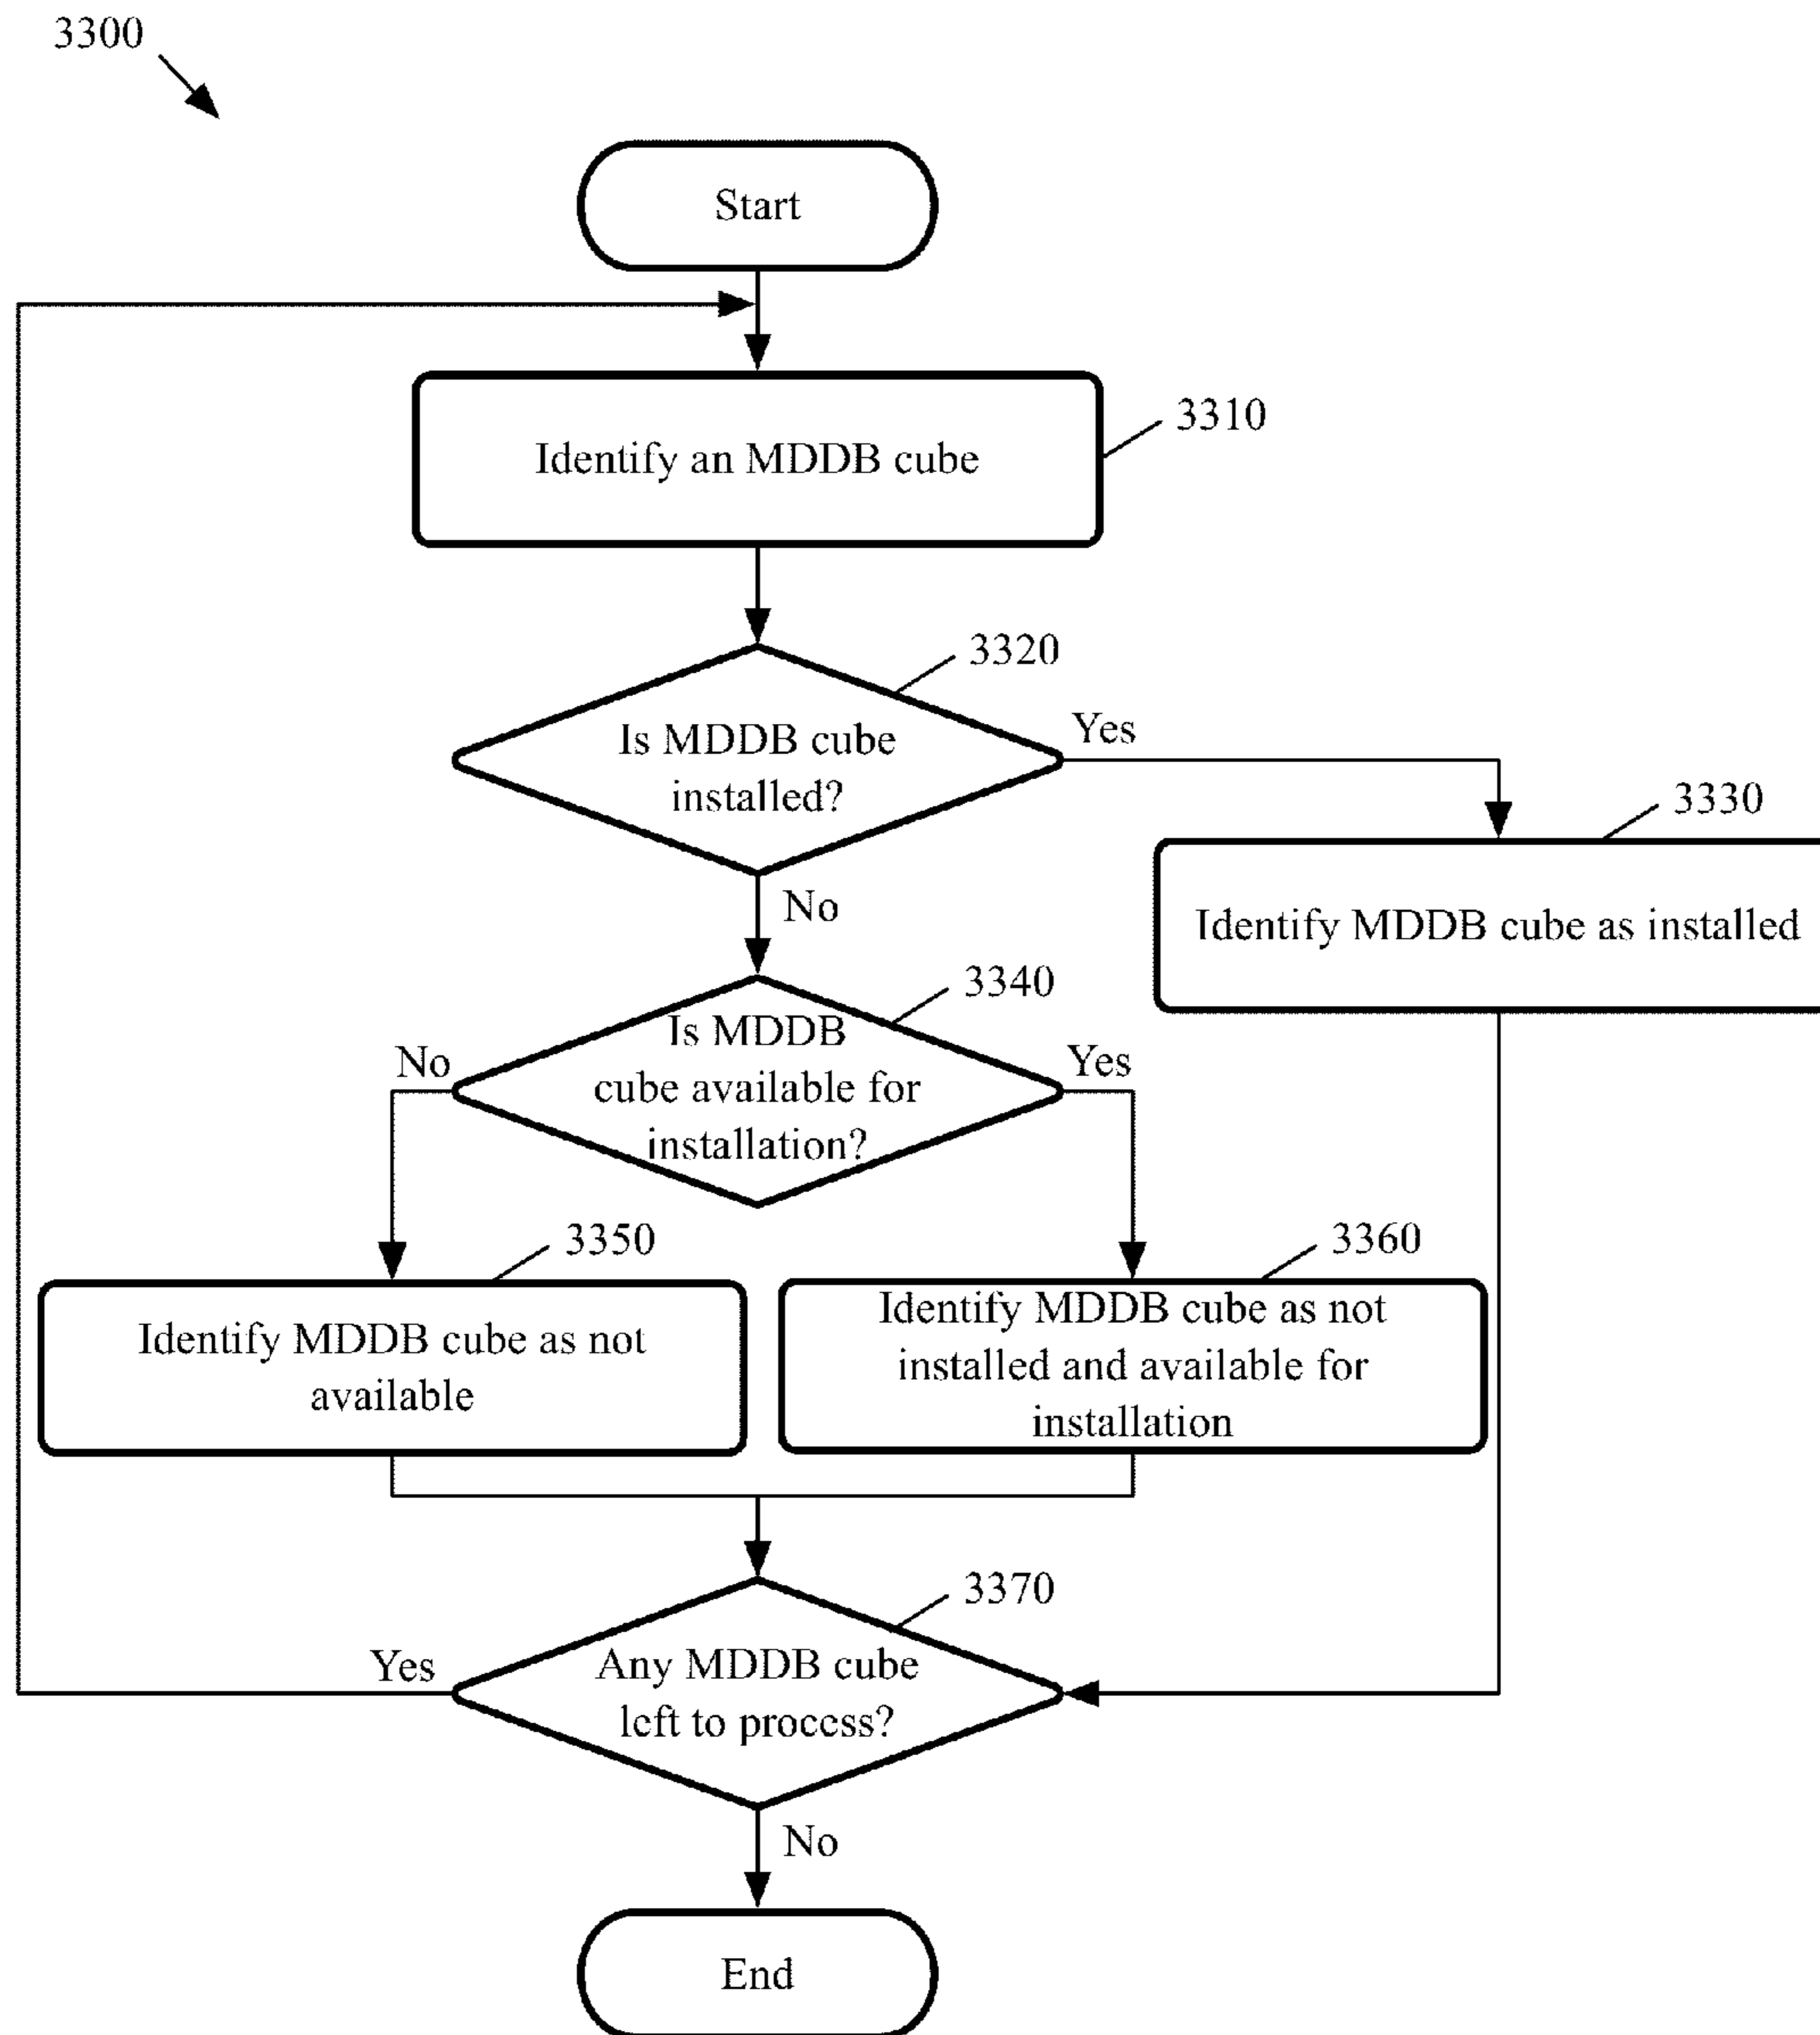 3300
Start
Identify an MDDB cube
3310
3320
Is MDDB cube
installed?
Yes
No
3330
Identify MDDB cube as installed
3340
Is MDDB
cube available for
installation?
No
Yes
3350
Identify MDDB cube as not
available
3360
Identify MDDB cube as not
installed and available for
installation
3370
Any MDDB cube
left to process?
Yes
No
End